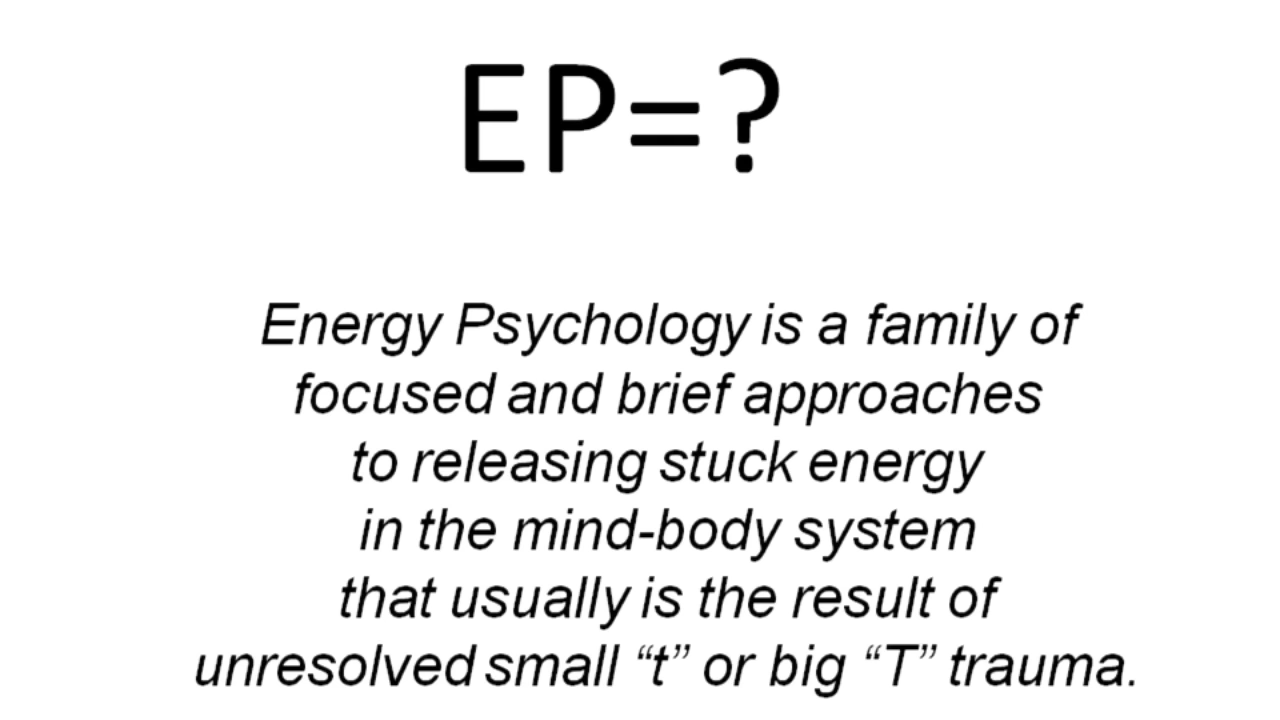 EP=?
Energy Psychology is a family of
focused and brief approaches
to releasing stuck energy
in the mind-body system
that usually is the result of
unresolved small “t” or big “T” trauma.